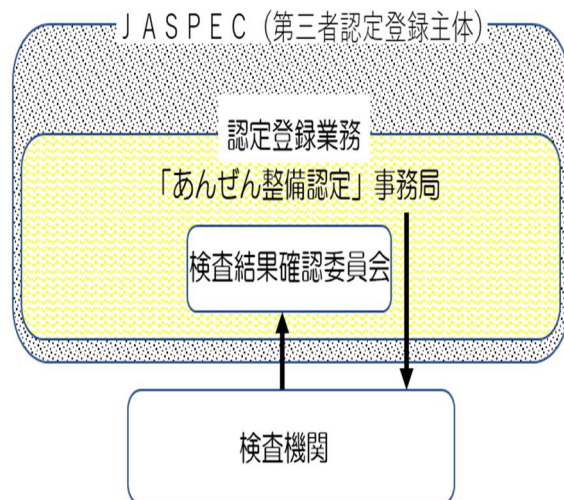 ＪＡＳＰＥＣ（第三者認定登録主体）
認定登録業務
「あんぜん整備認定」事務局
検査結果確認委員会
検査機関